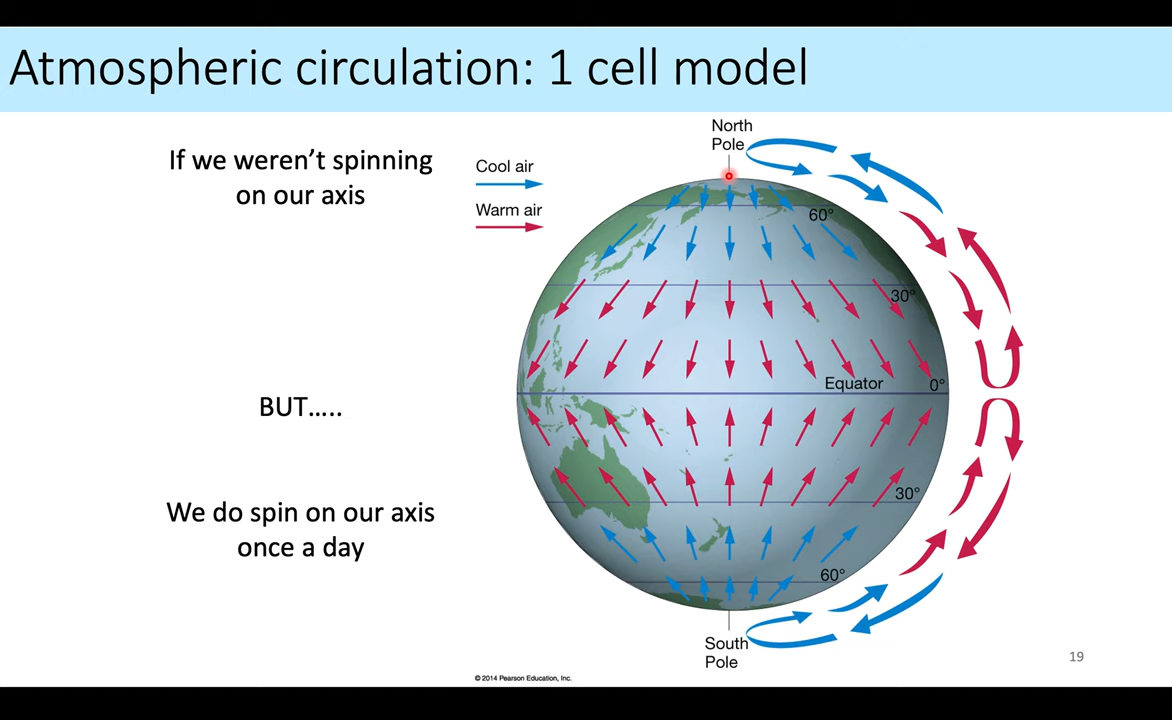 Atmospheric circulation: 1 cell model
If we weren’t spinning
on our axis
BUT.....
We do spin on our axis
once a day
Cool air
Warm air
North
Pole
60°
30°
Equator
0°
30°
60°
South
Pole
19
© 2014 Pearson Education, Inc.